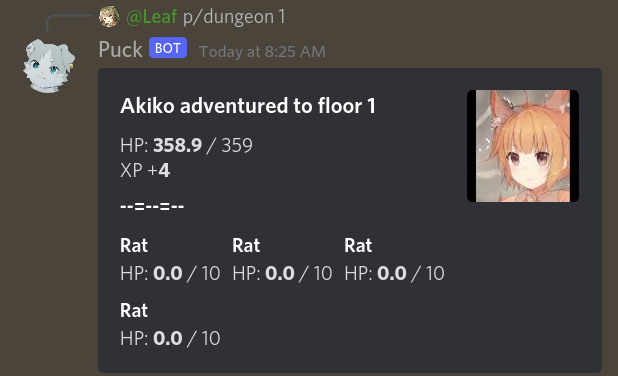 @Leaf p/dungeon 1
Puck BOT Today at 8:25 AM
Akiko adventured to floor 1
HP: 358.9 / 359
XP +4
--=--=--
Rat Rat Rat
HP: 0.0 / 10 HP: 0.0 / 10 HP: 0.0 / 10
Rat
HP: 0.0 / 10